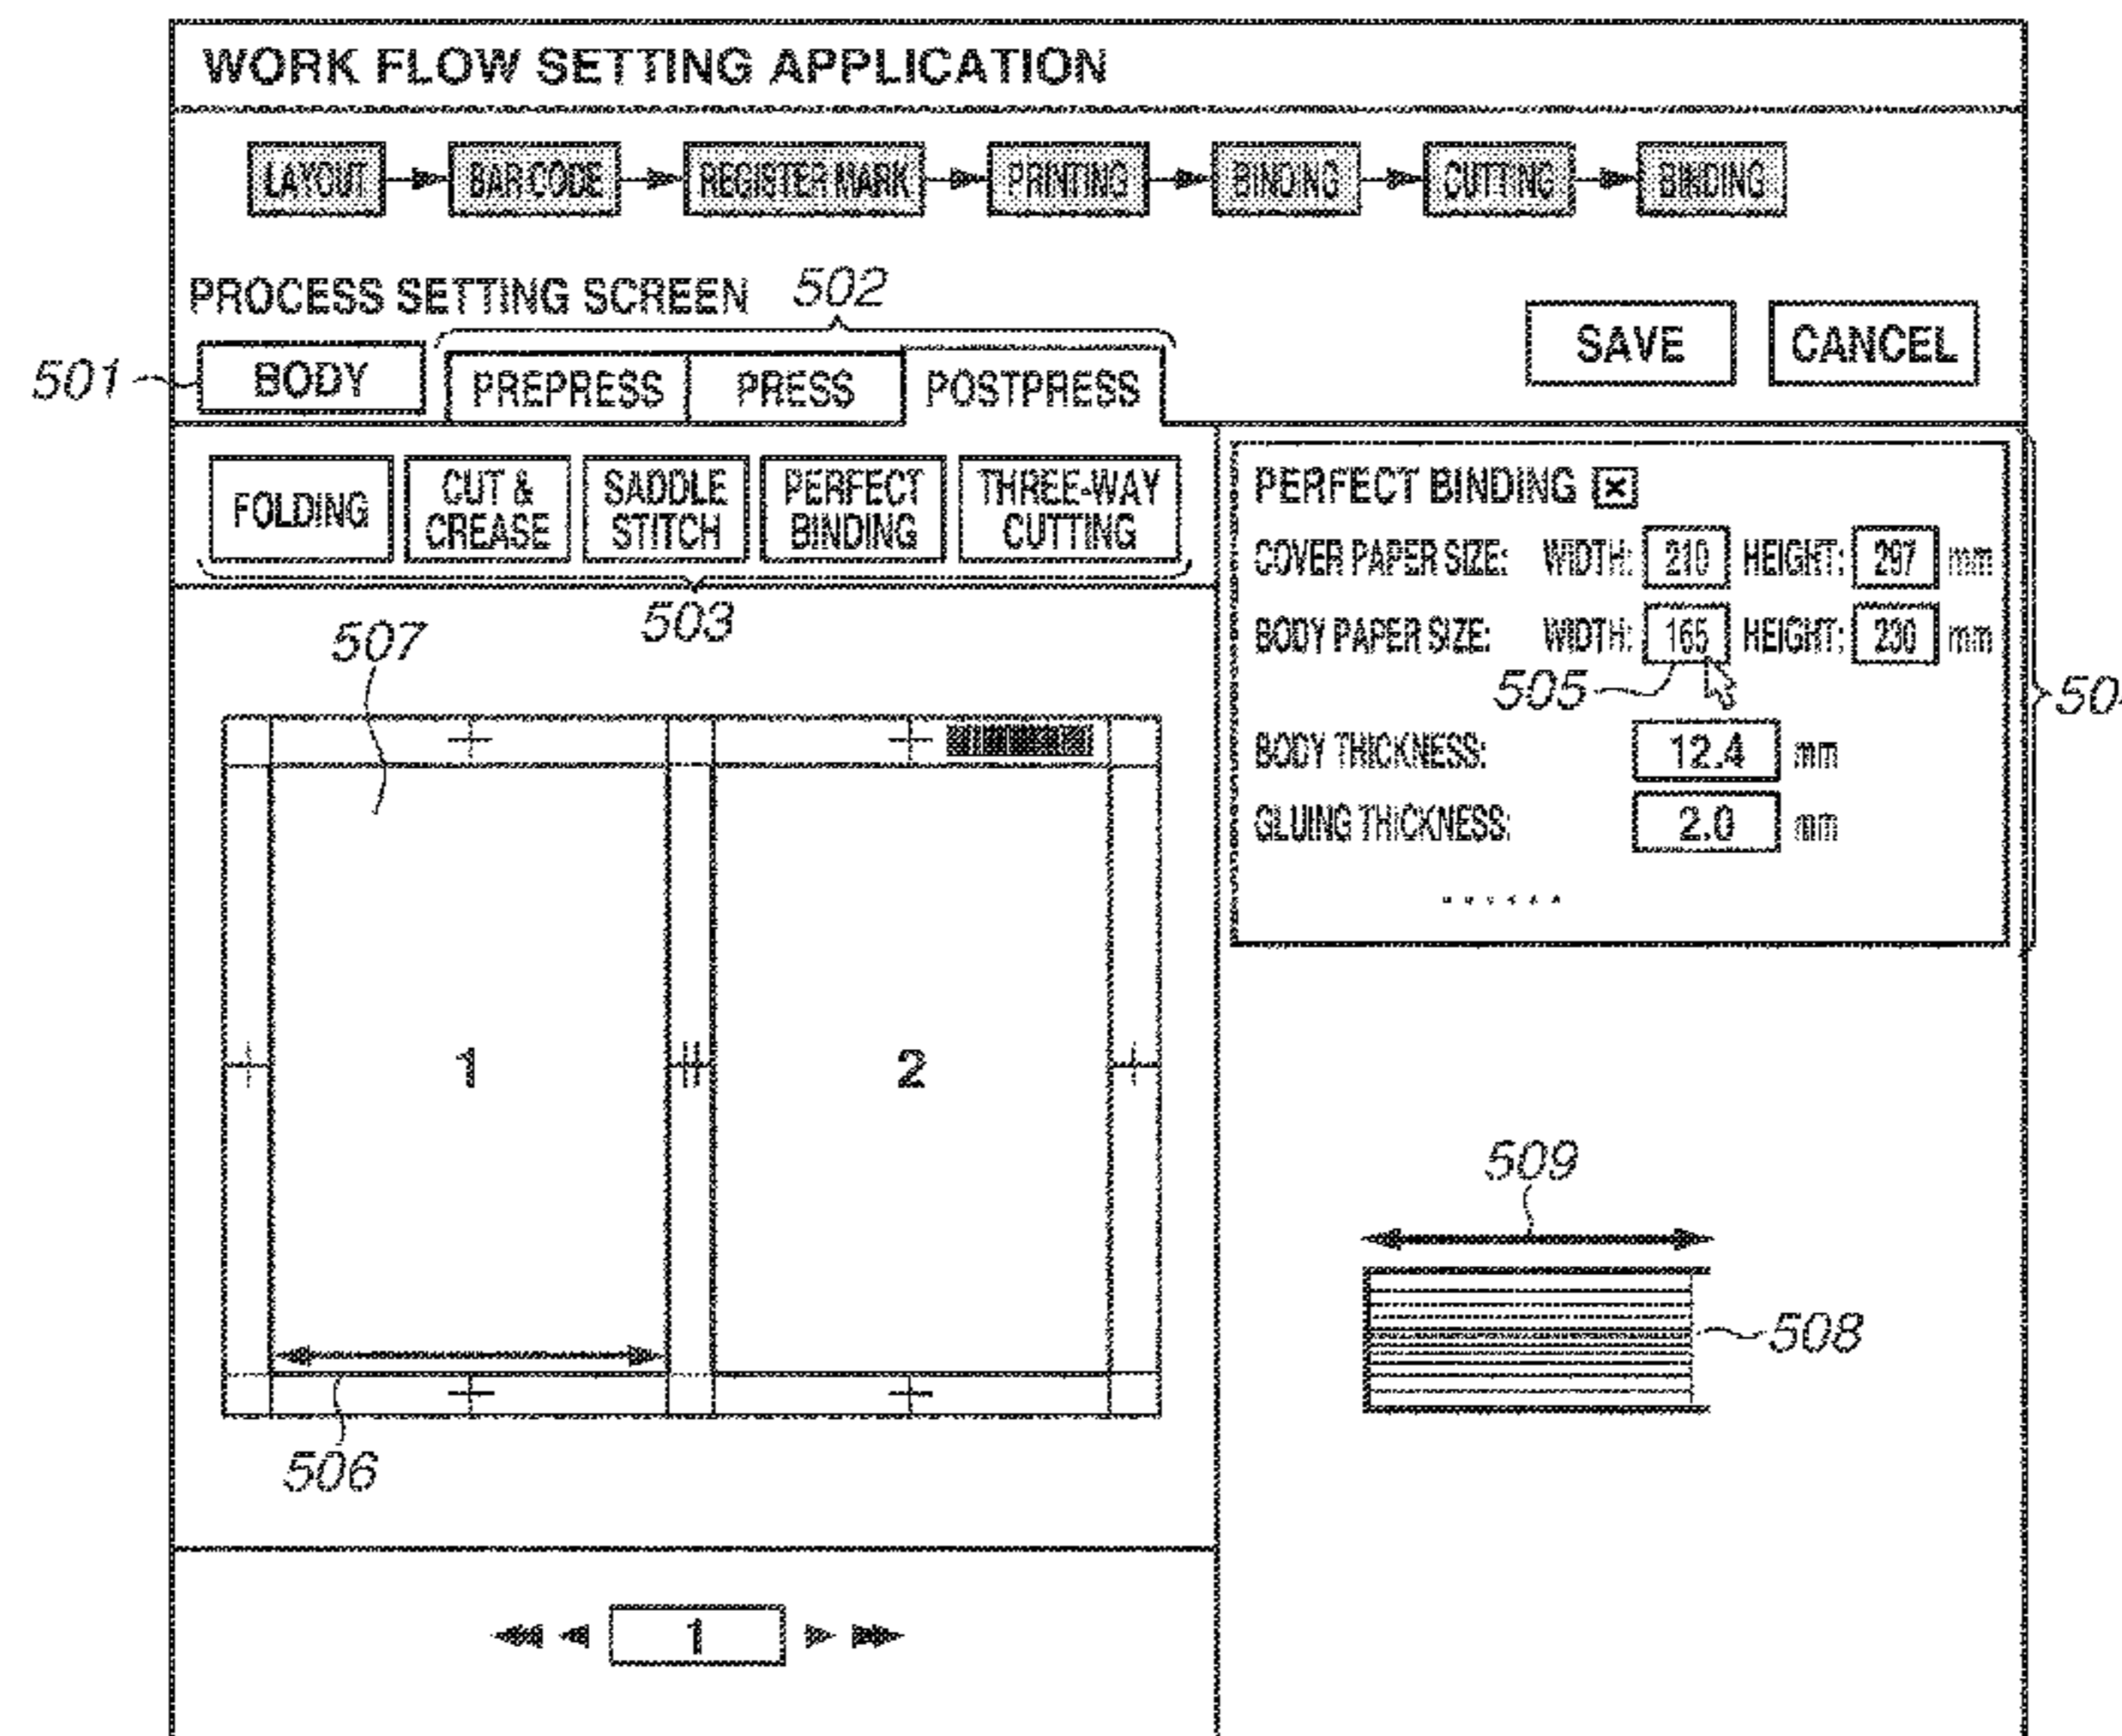 WORK FLOW SETTING APPLICATION
LAYOUT BAR CODE REGISTER MARK PRINTING BINDING CUTTING BINDING
PROCESS SETTING SCREEN 502
SAVE CANCEL
501 BODY PREPRESS PRESS POSTPRESS
FOLDING CUT & CREASE SADDLE STITCH PERFECT BINDING THREE-WAY CUTTING
503
PERFECT BINDING x
COVER PAPER SIZE: WIDTH: 210 HEIGHT: 297 mm
BODY PAPER SIZE: WIDTH: 165 HEIGHT: 230 mm
505
BODY THICKNESS: 12.4 mm
GLUING THICKNESS: 2.0 mm
......
507
1 2
506
509
508
1